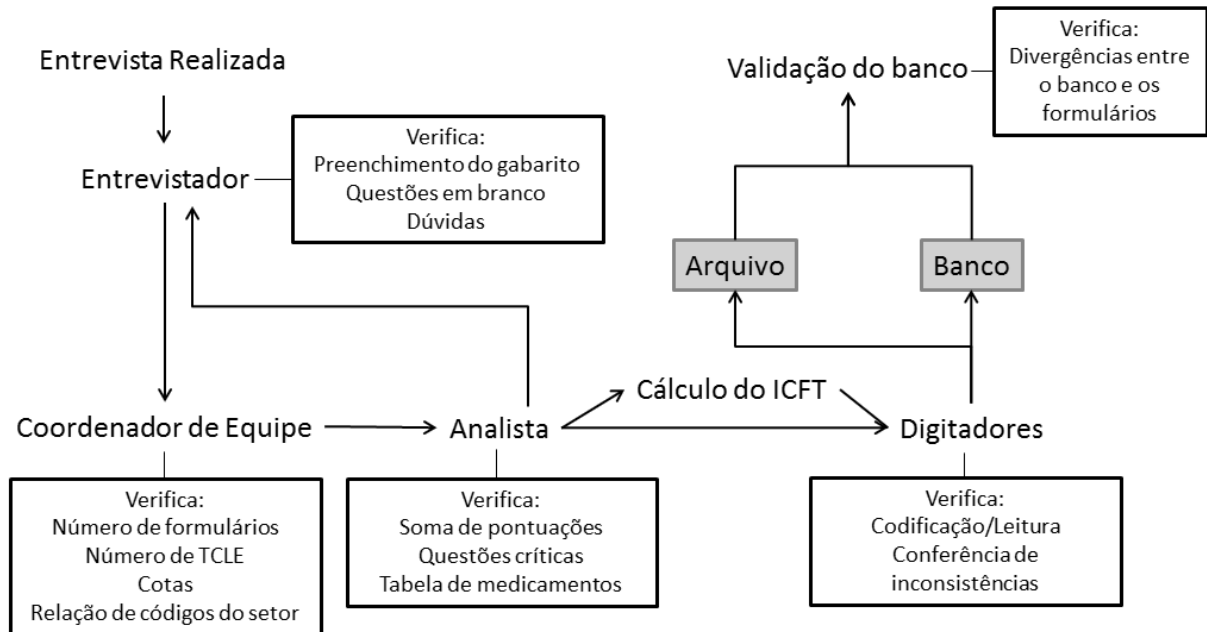 Entrevista Realizada
Entrevistador
Verifica:
Preenchimento do gabarito
Questões em branco
Dúvidas
Coordenador de Equipe
Verifica:
Número de formulários
Número de TCLE
Cotas
Relação de códigos do setor
Analista
Verifica:
Soma de pontuações
Questões críticas
Tabela de medicamentos
Cálculo do ICFT
Digitadores
Verifica:
Codificação/Leitura
Conferência de
inconsistências
Arquivo
Banco
Validação do banco
Verifica:
Divergências entre
o banco e os
formulários